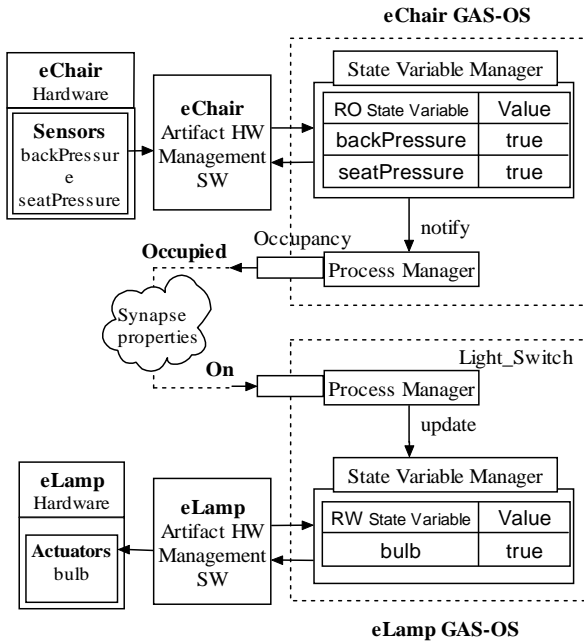 eChair GAS-OS
eChair
Hardware
Sensors
backPressur
e
seatPressure
eChair
Artifact HW
Management
SW
State Variable Manager
RO State Variable Value
backPressure true
seatPressure true
notify
Occupancy
Process Manager
Occupied
Synapse
properties
On
Light_Switch
Process Manager
update
State Variable Manager
RW State Variable Value
bulb true
eLamp
Hardware
Actuators
bulb
eLamp
Artifact HW
Management
SW
eLamp GAS-OS